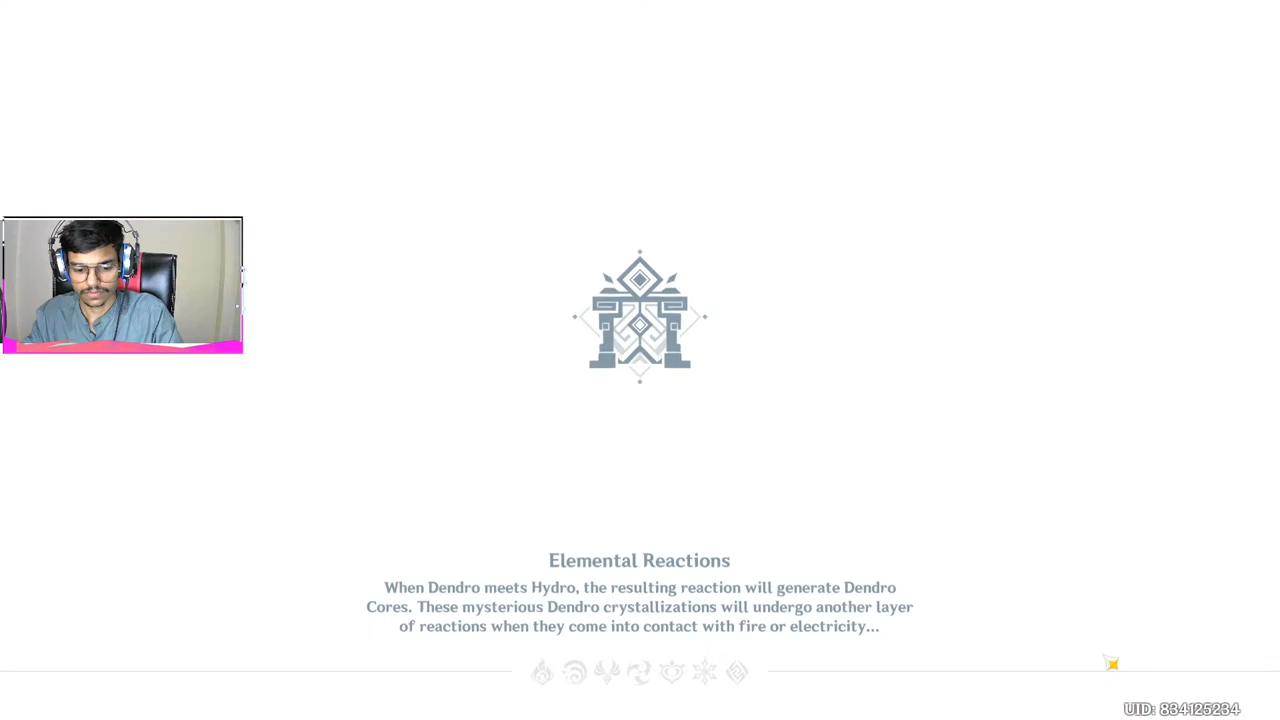 Elemental Reactions
When Dendro meets Hydro, the resulting reaction will generate Dendro
Cores. These mysterious Dendro crystallizations will undergo another layer
of reactions when they come into contact with fire or electricity...
UID: 834125234